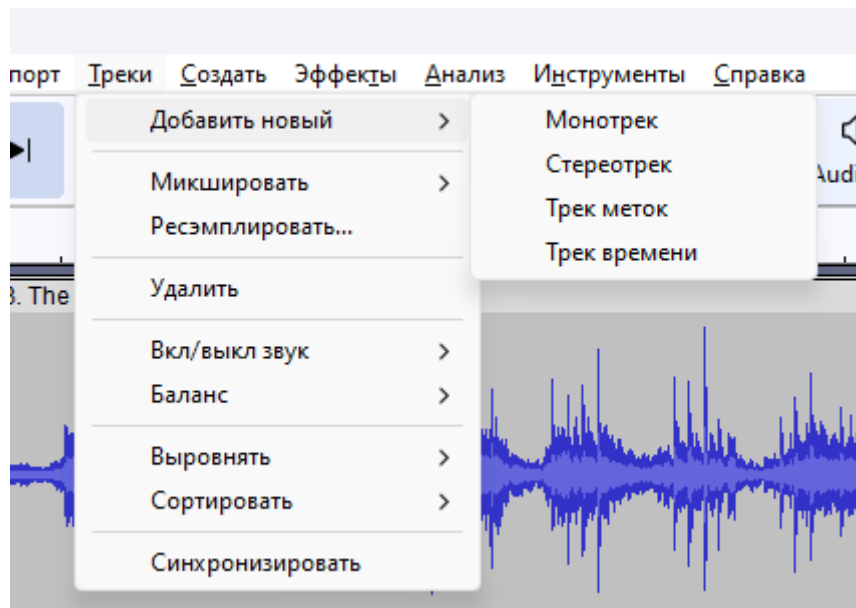 порт Треки Создать Эффекты Анализ Инструменты Справка
Добавить новый
Монотрек
Стереотрек
Трек меток
Трек времени
Микшировать
Ресэмплировать...
Удалить
Вкл/выкл звук
Баланс
Выровнять
Сортировать
Синхронизировать
Audi
3. The